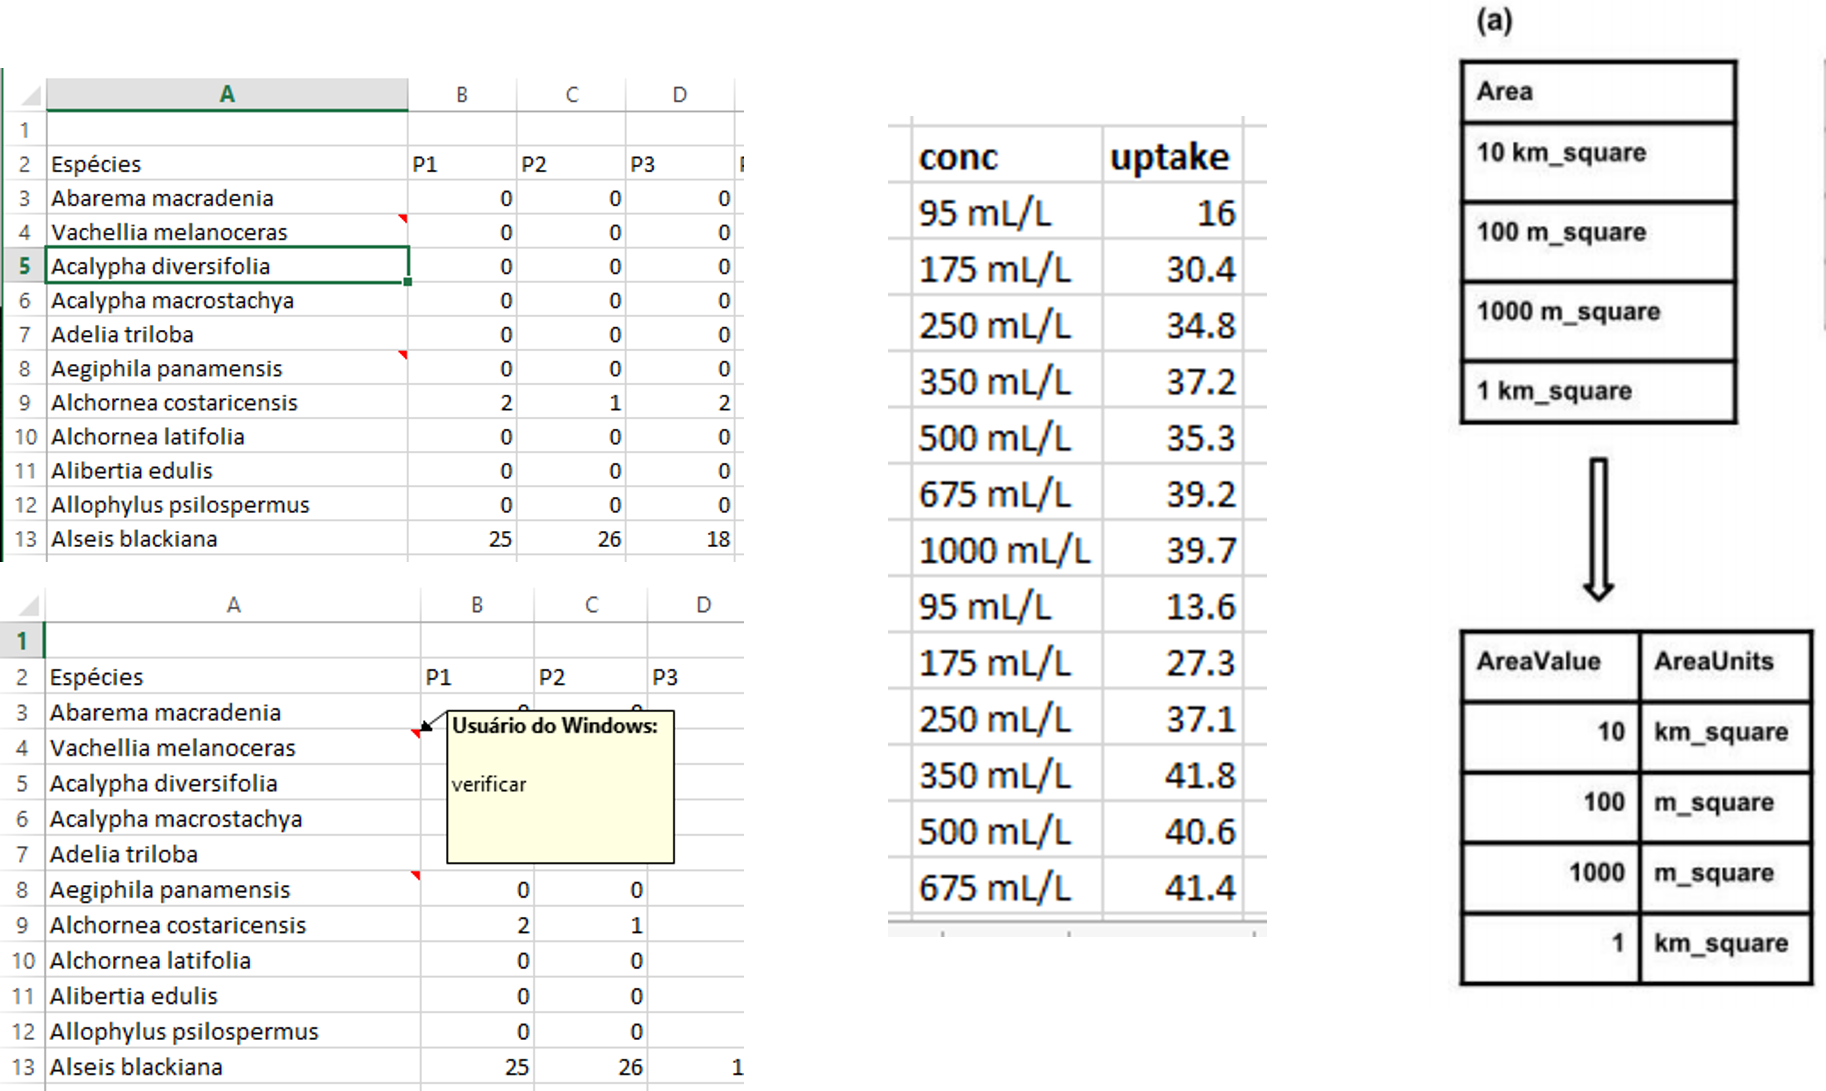 A B C D
1
2 Espécies P1 P2 P3
3 Abarema macradenia 0 0 0
4 Vachellia melanoceras 0 0 0
5 Acalypha diversifolia 0 0 0
6 Acalypha macrostachya 0 0 0
7 Adelia triloba 0 0 0
8 Aegiphila panamensis 0 0 0
9 Alchornea costaricensis 2 1 2
10 Alchornea latifolia 0 0 0
11 Alibertia edulis 0 0 0
12 Allophylus psilospermus 0 0 0
13 Alseis blackiana 25 26 18
A B C D
1
2 Espécies P1 P2 P3
3 Abarema macradenia
4 Vachellia melanoceras
5 Acalypha diversifolia
6 Acalypha macrostachya
7 Adelia triloba
8 Aegiphila panamensis 0 0
9 Alchornea costaricensis 2 1
10 Alchornea latifolia 0 0
11 Alibertia edulis 0 0
12 Allophylus psilospermus 0 0
13 Alseis blackiana 25 26 1
Usuário do Windows:
verificar
conc uptake
95 mL/L 16
175 mL/L 30.4
250 mL/L 34.8
350 mL/L 37.2
500 mL/L 35.3
675 mL/L 39.2
1000 mL/L 39.7
95 mL/L 13.6
175 mL/L 27.3
250 mL/L 37.1
350 mL/L 41.8
500 mL/L 40.6
675 mL/L 41.4
(a)
Area
10 km_square
100 m_square
1000 m_square
1 km_square
AreaValue AreaUnits
10 km_square
100 m_square
1000 m_square
1 km_square